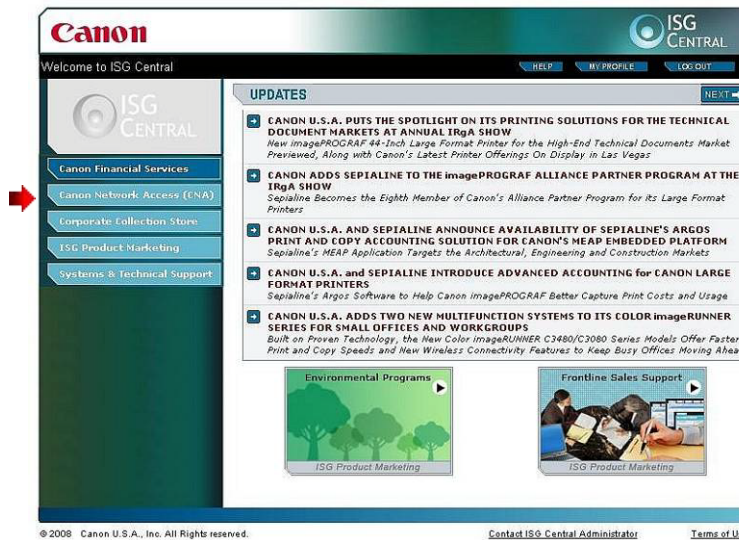 Canon
ISG
CENTRAL
Welcome to ISG Central
HELP
MY PROFILE
LOG OUT
ISG
CENTRAL
UPDATES
NEXT
Canon Financial Services
Canon Network Access (CNA)
Corporate Collection Store
ISG Product Marketing
Systems & Technical Support
CANON U.S.A. PUTS THE SPOTLIGHT ON ITS PRINTING SOLUTIONS FOR THE TECHNICAL
DOCUMENT MARKETS AT ANNUAL IRgA SHOW
New imagePROGRAF 44-Inch Large Format Printer for the High-End Technical Documents Market
Previewed, Along with Canon's Latest Printer Offerings On Display in Las Vegas
CANON ADDS SEPIALINE TO THE imagePROGRAF ALLIANCE PARTNER PROGRAM AT THE
IRgA SHOW
Sepialine Becomes the Eighth Member of Canon's Alliance Partner Program for its Large Format
Printers
CANON U.S.A. AND SEPIALINE ANNOUNCE AVAILABILITY OF SEPIALINE'S ARGOS
PRINT AND COPY ACCOUNTING SOLUTION FOR CANON'S MEAP EMBEDDED PLATFORM
Sepialine's MEAP Application Targets the Architectural, Engineering and Construction Markets
CANON U.S.A. and SEPIALINE INTRODUCE ADVANCED ACCOUNTING for CANON LARGE
FORMAT PRINTERS
Sepialine's Argos Software to Help Canon imagePROGRAF Better Capture Print Costs and Usage
CANON U.S.A. ADDS TWO NEW MULTIFUNCTION SYSTEMS TO ITS COLOR imageRUNNER
SERIES FOR SMALL OFFICES AND WORKGROUPS
Built on Proven Technology, the New Color imageRUNNER C3480/C3080 Series Models Offer Faster
Print and Copy Speeds and New Wireless Connectivity Features to Keep Busy Offices Moving Ahea
Environmental Programs
ISG Product Marketing
Frontline Sales Support
ISG Product Marketing
© 2008 Canon U.S.A., Inc. All Rights reserved.
Contact ISG Central Administrator
Terms of U